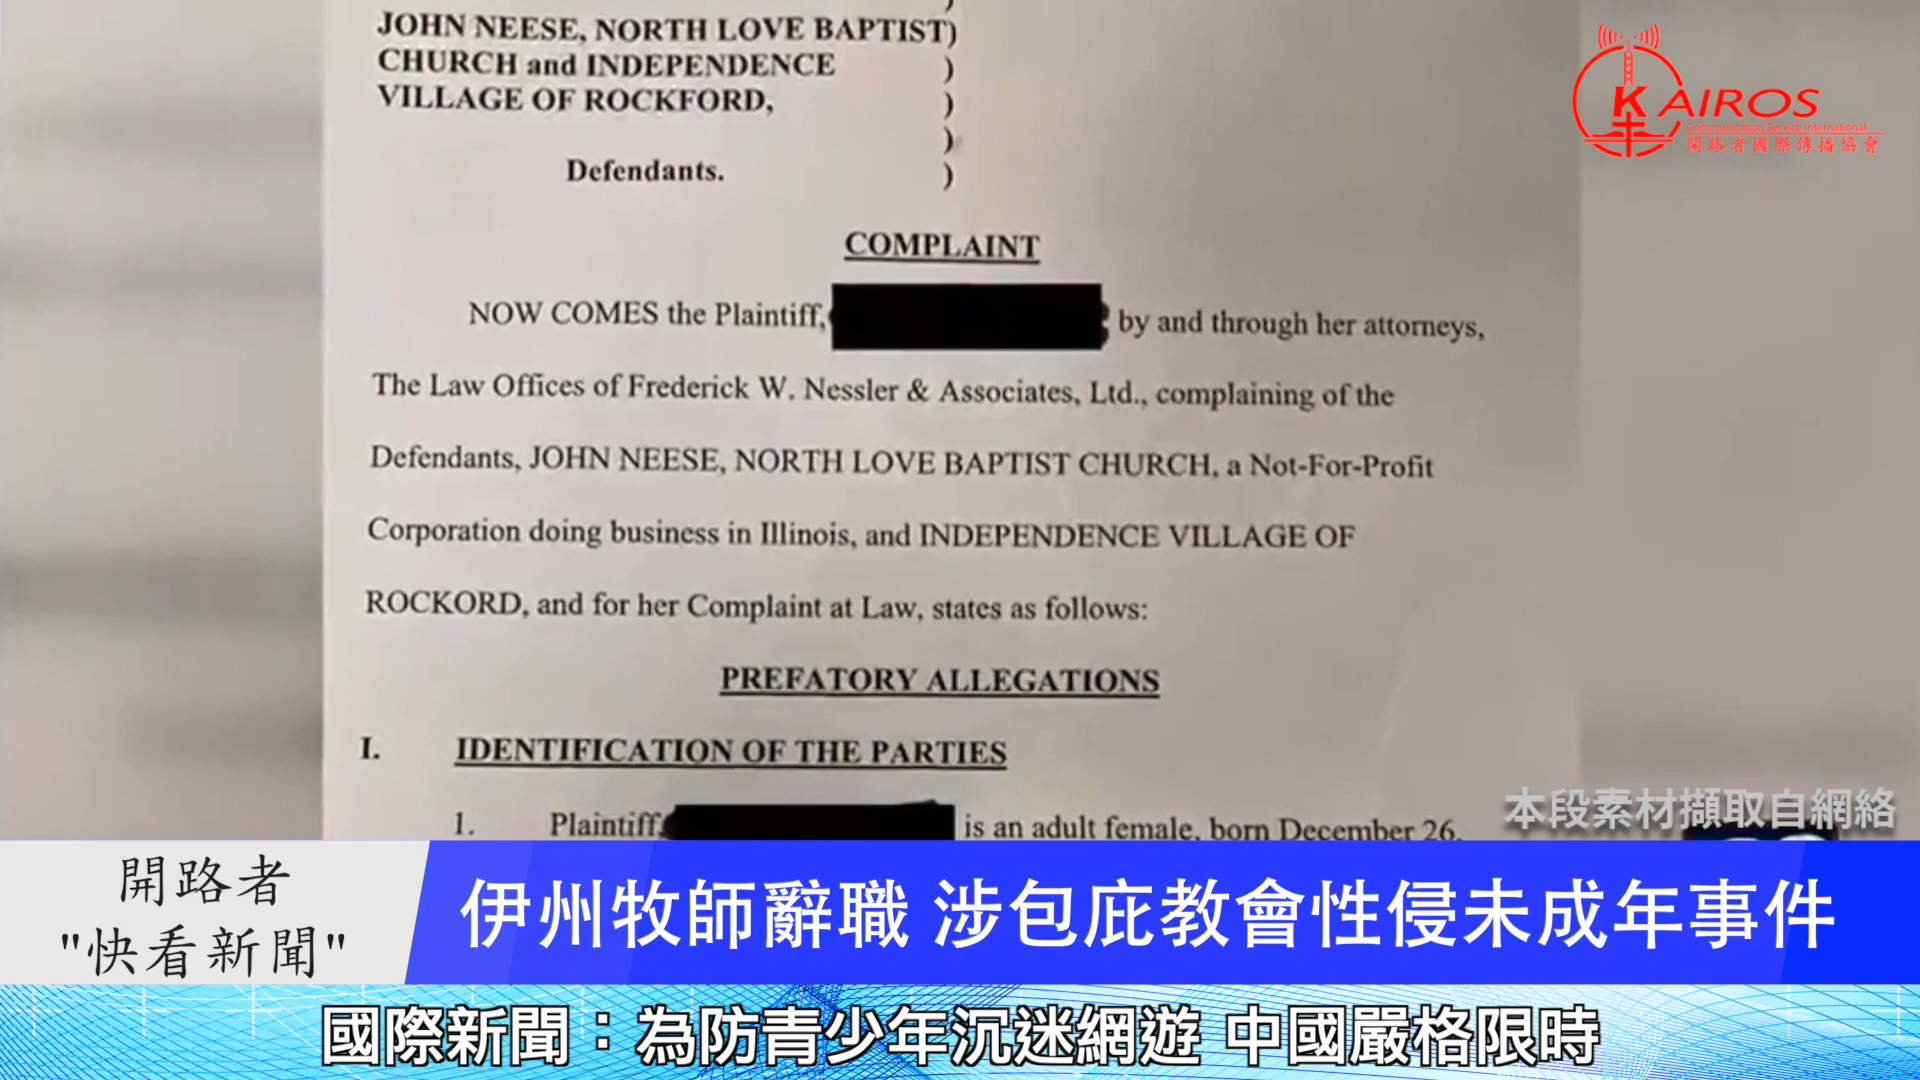 JOHN NEESE, NORTH LOVE BAPTIST)
CHURCH and INDEPENDENCE )
VILLAGE OF ROCKFORD, )
)
Defendants. )
COMPLAINT
NOW COMES the Plaintiff, by and through her attorneys,
The Law Offices of Frederick W. Nessler & Associates, Ltd., complaining of the
Defendants, JOHN NEESE, NORTH LOVE BAPTIST CHURCH, a Not-For-Profit
Corporation doing business in Illinois, and INDEPENDENCE VILLAGE OF
ROCKORD, and for her Complaint at Law, states as follows:
PREFATORY ALLEGATIONS
I. IDENTIFICATION OF THE PARTIES
1. Plaintiff, is an adult female, born December 26,
KAIROS
Communication Service International
開路者國際傳播協會
本段素材擷取自網絡
開路者
"快看新聞"
伊州牧師辭職 涉包庇教會性侵未成年事件
國際新聞：為防青少年沉迷網遊 中國嚴格限時